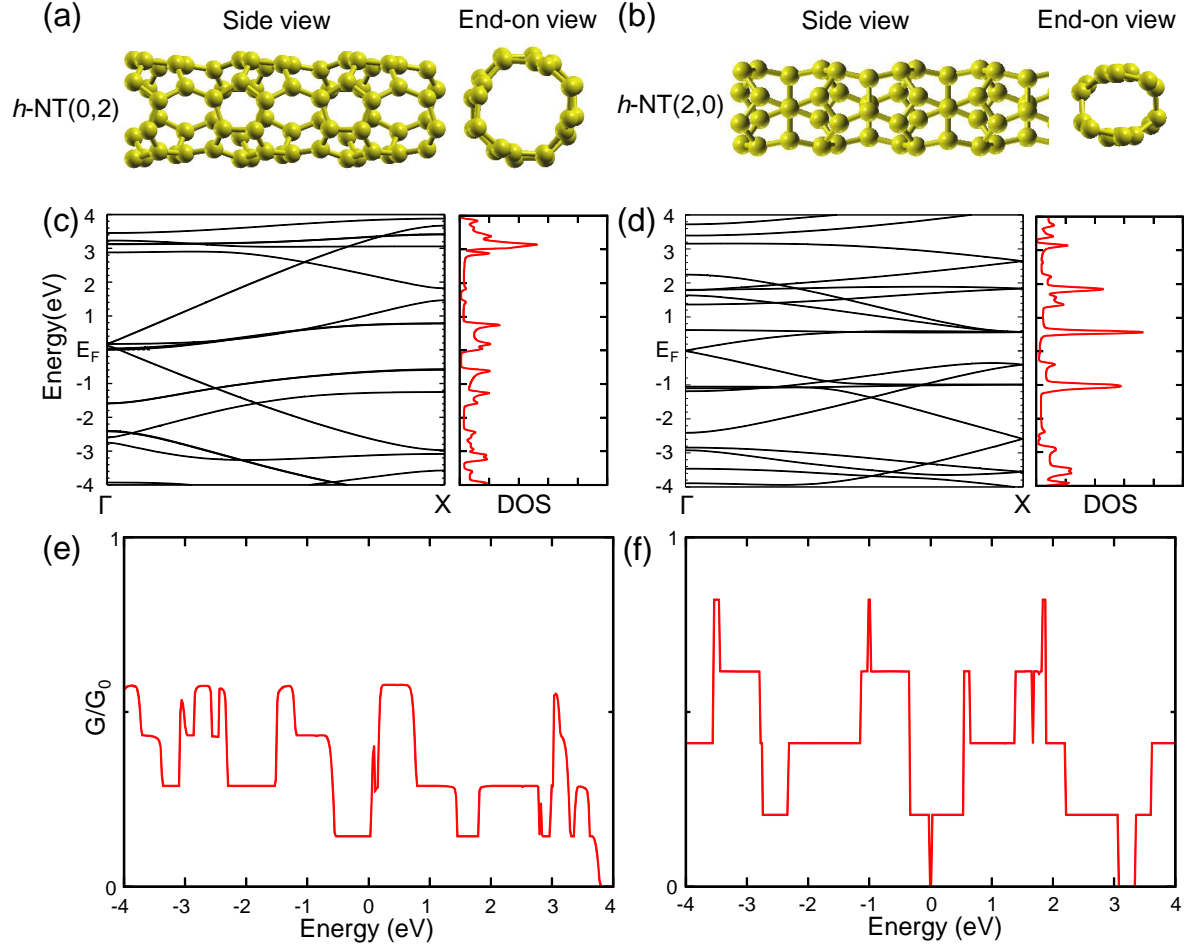 (a) Side view End-on view (b) Side view End-on view
h-NT(0,2) h-NT(2,0)
(c) (d)
4 4
3 3
2 2
1 1
E_F E_F
-1 -1
-2 -2
-3 -3
-4 -4
Energy(eV)
Γ X DOS Γ X DOS
(e) (f)
1 1
G/G_0
0 0
-4 -3 -2 -1 0 1 2 3 4 -4 -3 -2 -1 0 1 2 3 4
Energy (eV) Energy (eV)